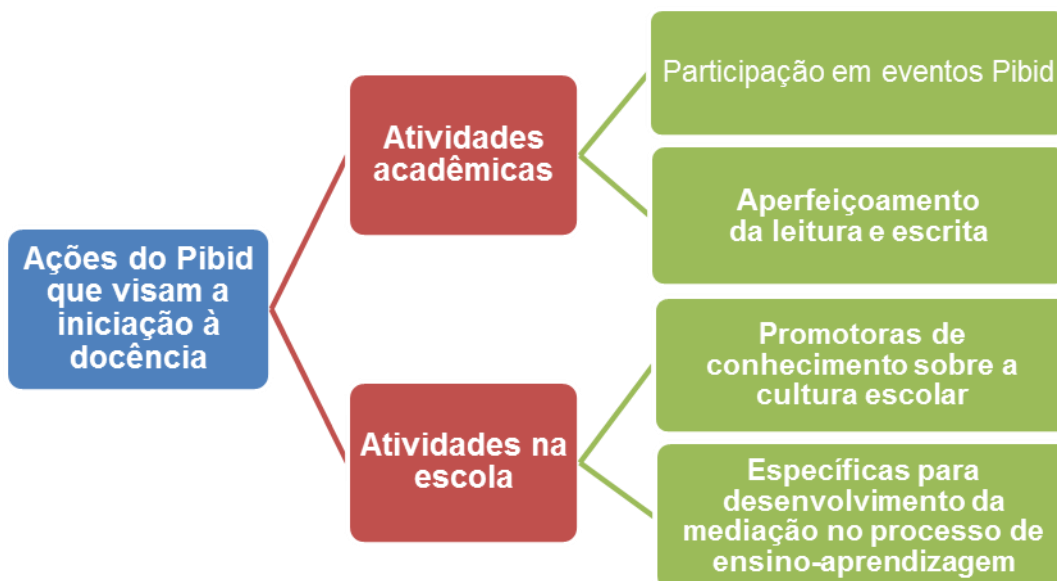 Ações do Pibid
que visam a
iniciação à
docência
Atividades
acadêmicas
Participação em eventos Pibid
Aperfeiçoamento
da leitura e escrita
Atividades na
escola
Promotoras de
conhecimento sobre a
cultura escolar
Específicas para
desenvolvimento da
mediação no processo de
ensino-aprendizagem